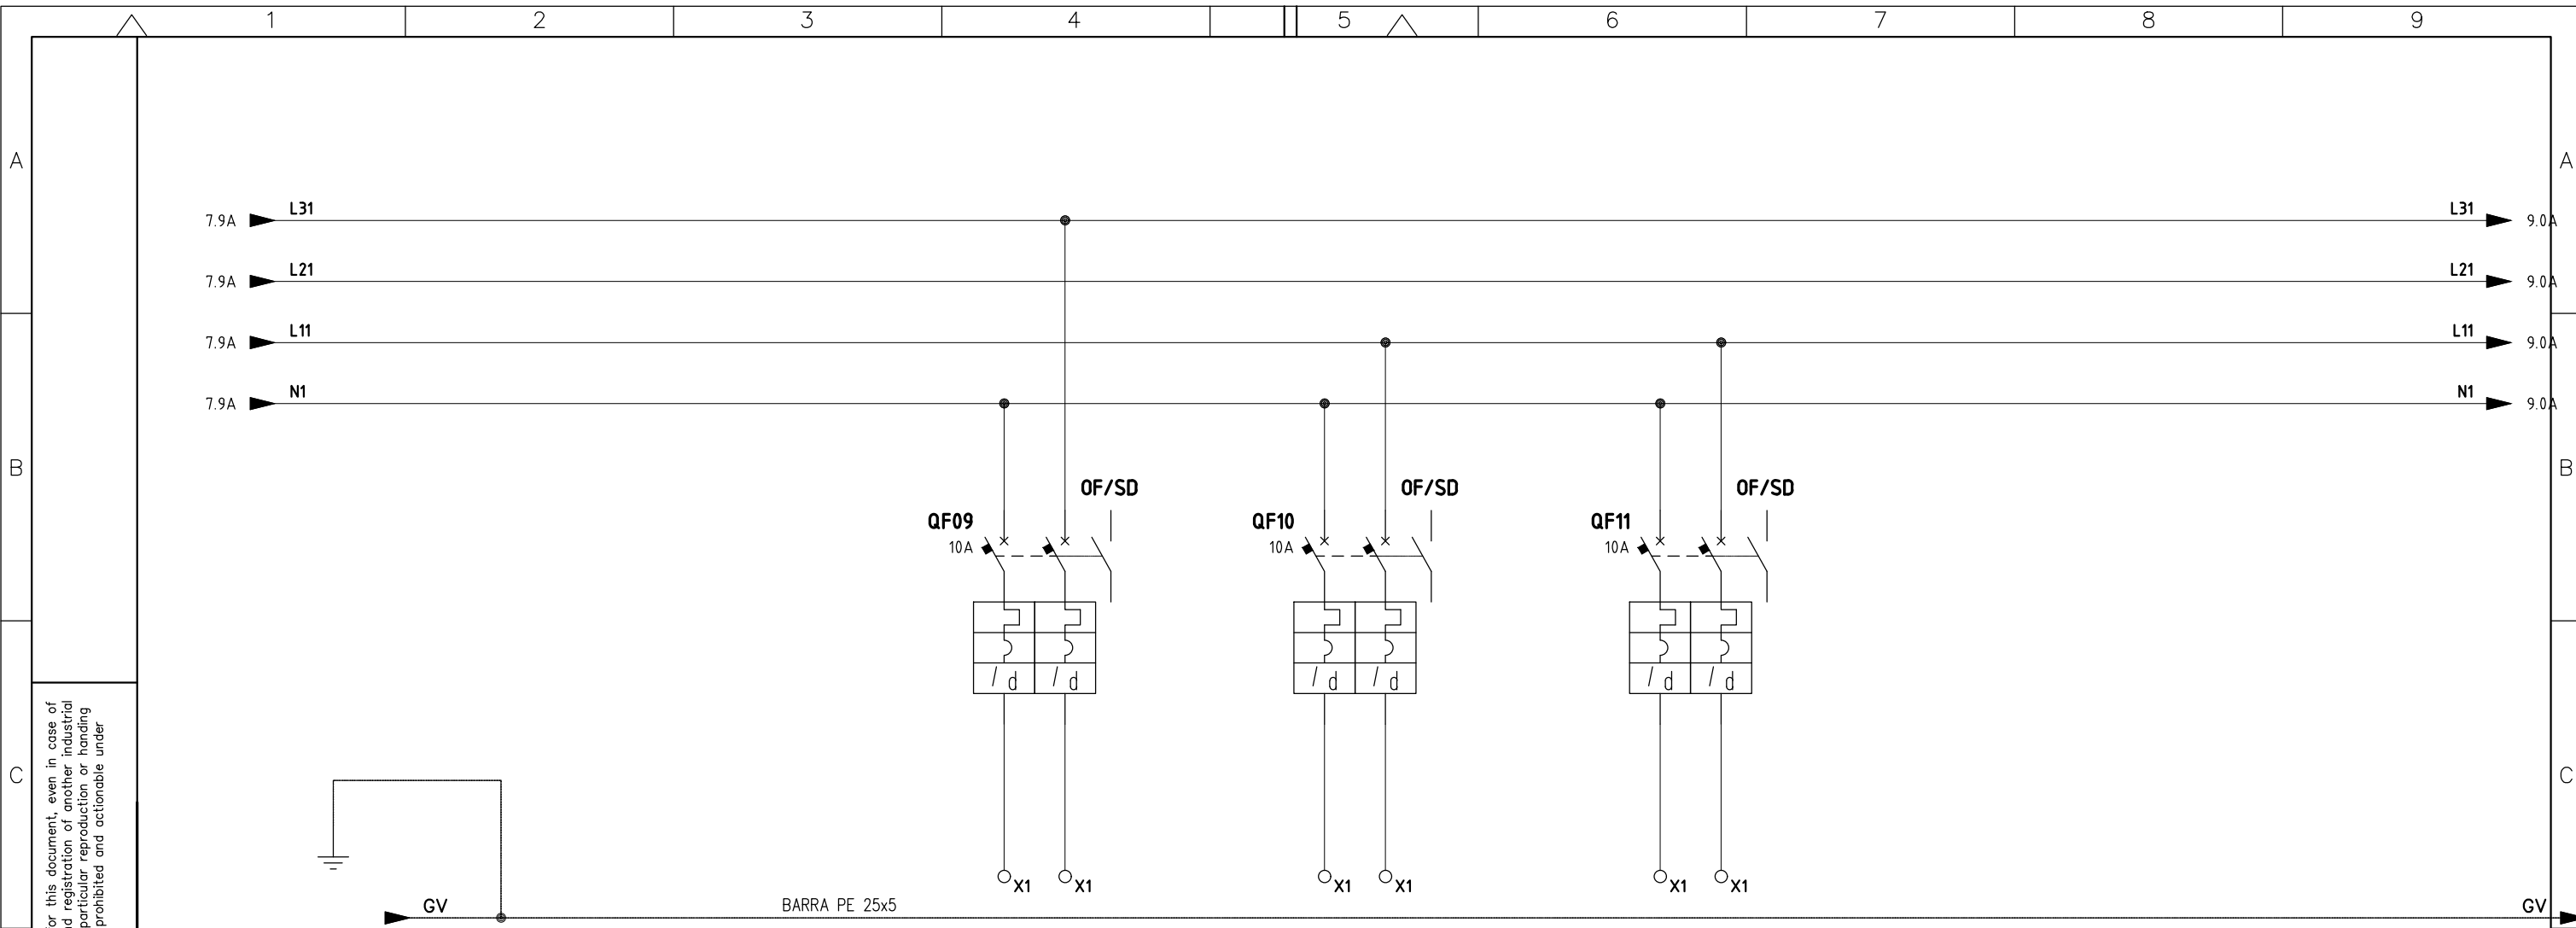 1 2 3 4 5 6 7 8 9
A A
L31 L31
7.9A 9.0A
L21 L21
7.9A 9.0A
L11 L11
7.9A 9.0A
N1 N1
7.9A 9.0A
B B
OF/SD OF/SD OF/SD
QF09 QF10 QF11
10A 10A 10A
/d /d /d /d /d /d
C C
or this document, even in case of
nd registration of another industrial
particular reproduction or handing
prohibited and actionable under
X1 X1 X1 X1 X1 X1
GV BARRA PE 25x5 GV